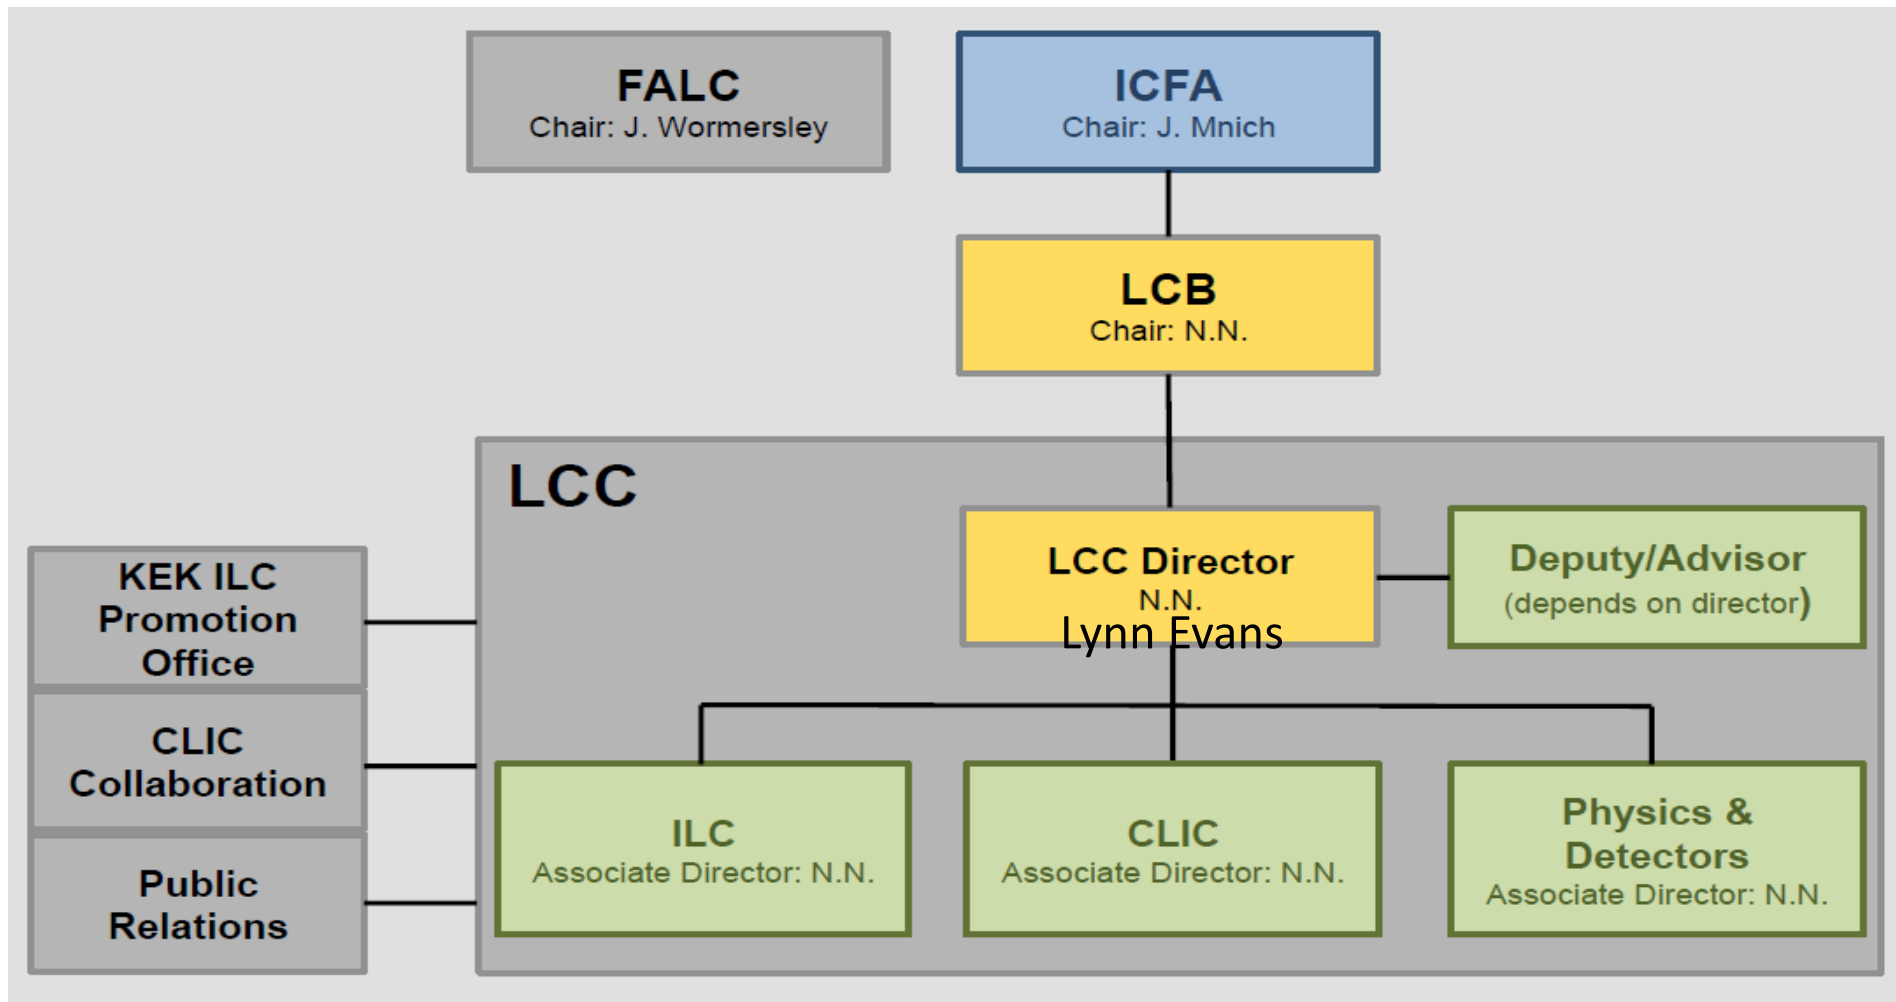 FALC
Chair: J. Wormersley
ICFA
Chair: J. Mnich
LCB
Chair: N.N.
LCC
LCC Director
N.N.
Lynn Evans
Deputy/Advisor
(depends on director)
KEK ILC
Promotion
Office
CLIC
Collaboration
Public
Relations
ILC
Associate Director: N.N.
CLIC
Associate Director: N.N.
Physics &
Detectors
Associate Director: N.N.